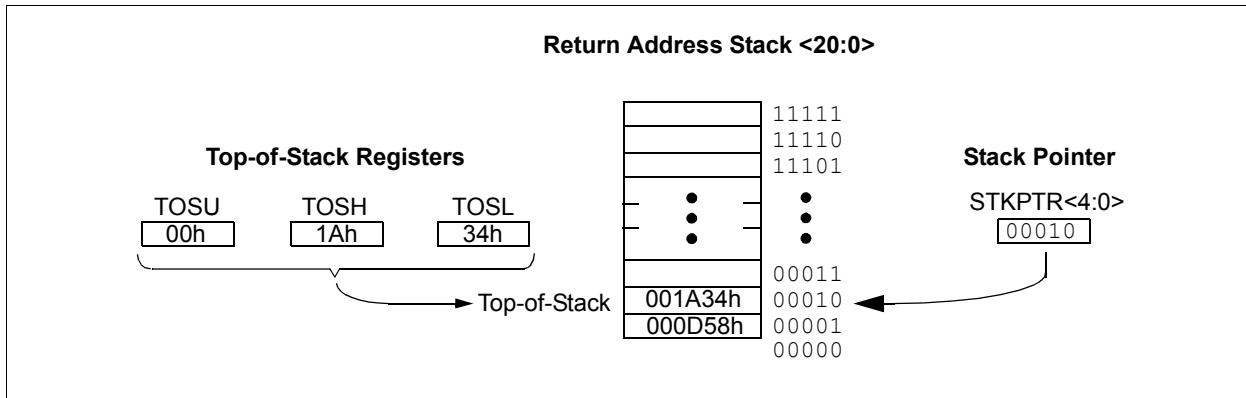 Return Address Stack <20:0>
11111
11110
Top-of-Stack Registers
11101
Stack Pointer
TOSU TOSH TOSL
STKPTR<4:0>
00h 1Ah 34h
00010
00011
Top-of-Stack 001A34h 00010
000D58h 00001
00000